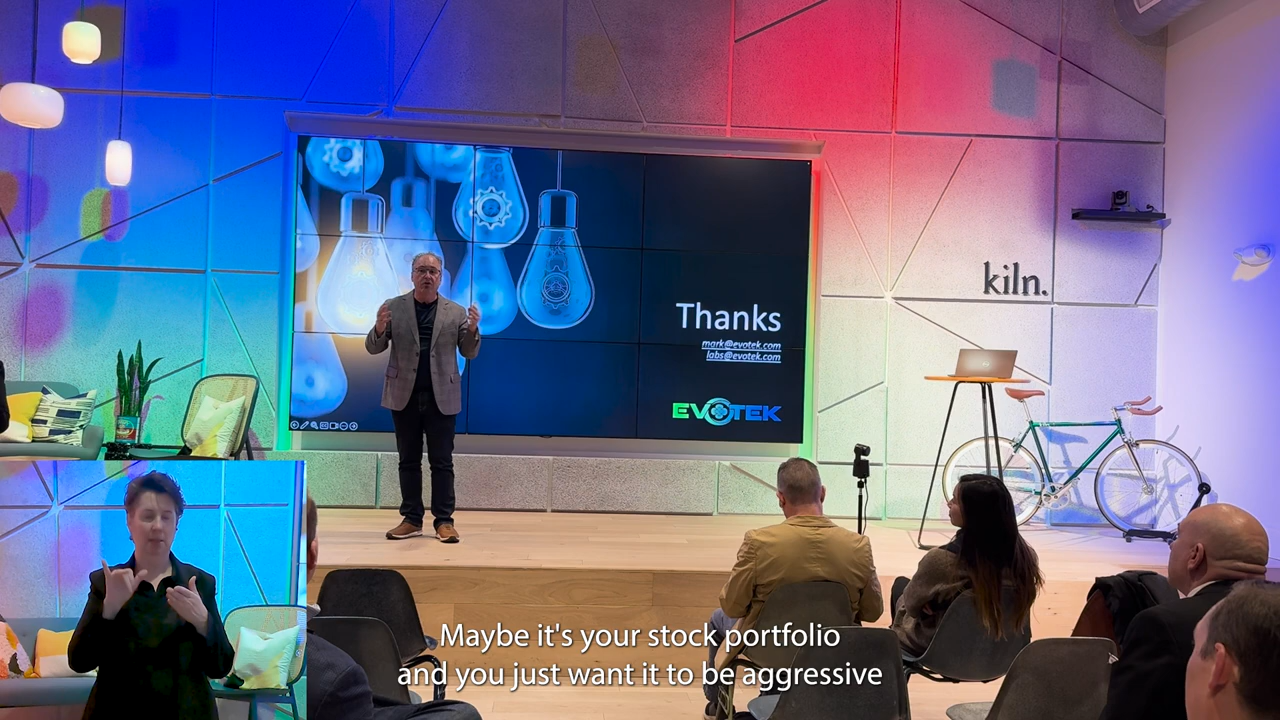 kiln.
Thanks
mark@evotek.com
labs@evotek.com
EVOTEK
Maybe it's your stock portfolio
and you just want it to be aggressive